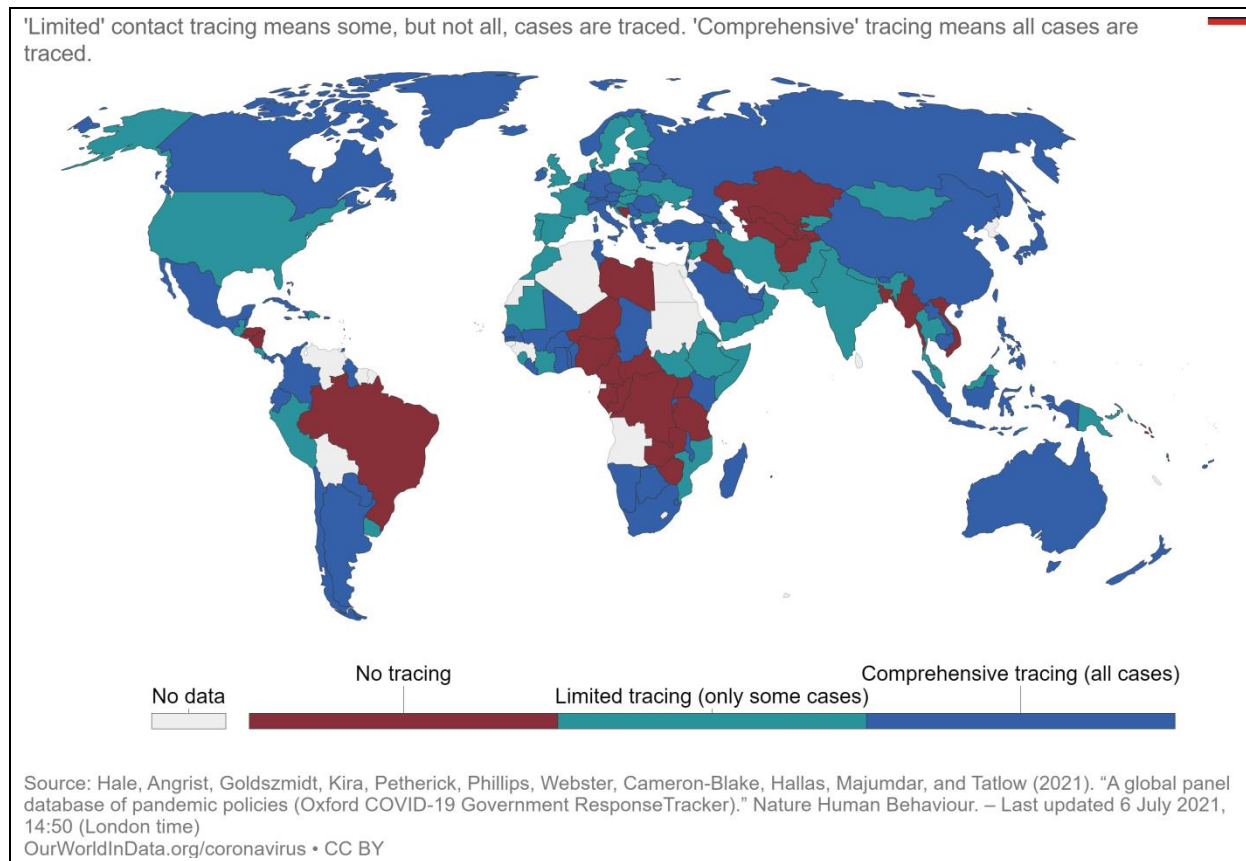 'Limited' contact tracing means some, but not all, cases are traced. 'Comprehensive' tracing means all cases are
traced.
No data
No tracing
Limited tracing (only some cases)
Comprehensive tracing (all cases)
Source: Hale, Angrist, Goldszmidt, Kira, Petherick, Phillips, Webster, Cameron-Blake, Hallas, Majumdar, and Tatlow (2021). “A global panel
database of pandemic policies (Oxford COVID-19 Government ResponseTracker).” Nature Human Behaviour. – Last updated 6 July 2021,
14:50 (London time)
OurWorldInData.org/coronavirus • CC BY